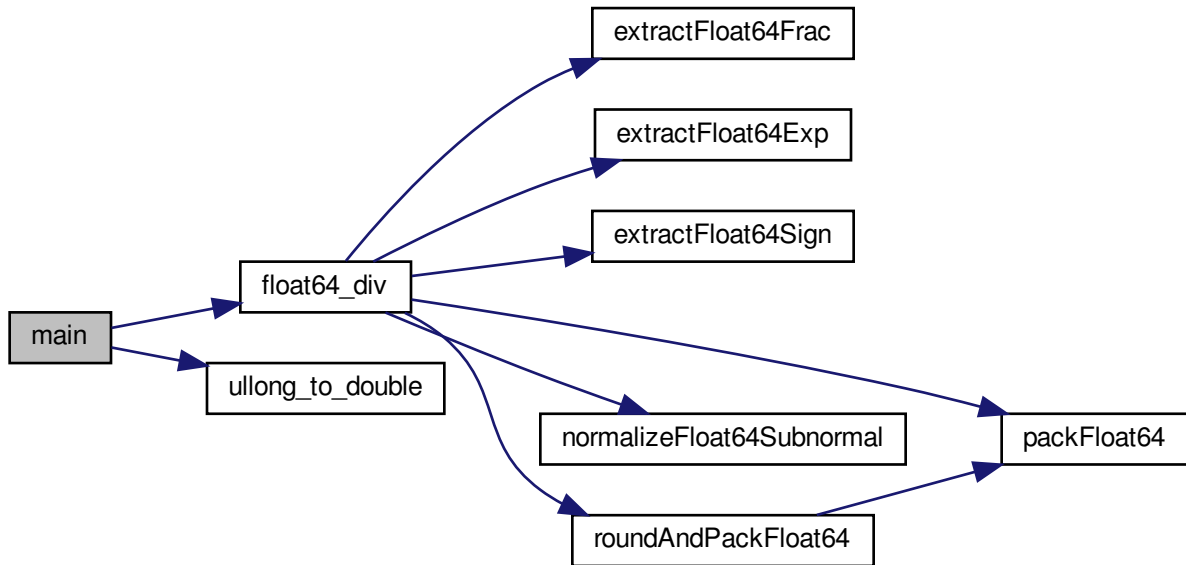 extractFloat64Frac
extractFloat64Exp
extractFloat64Sign
float64_div
main
ullong_to_double
normalizeFloat64Subnormal
packFloat64
roundAndPackFloat64